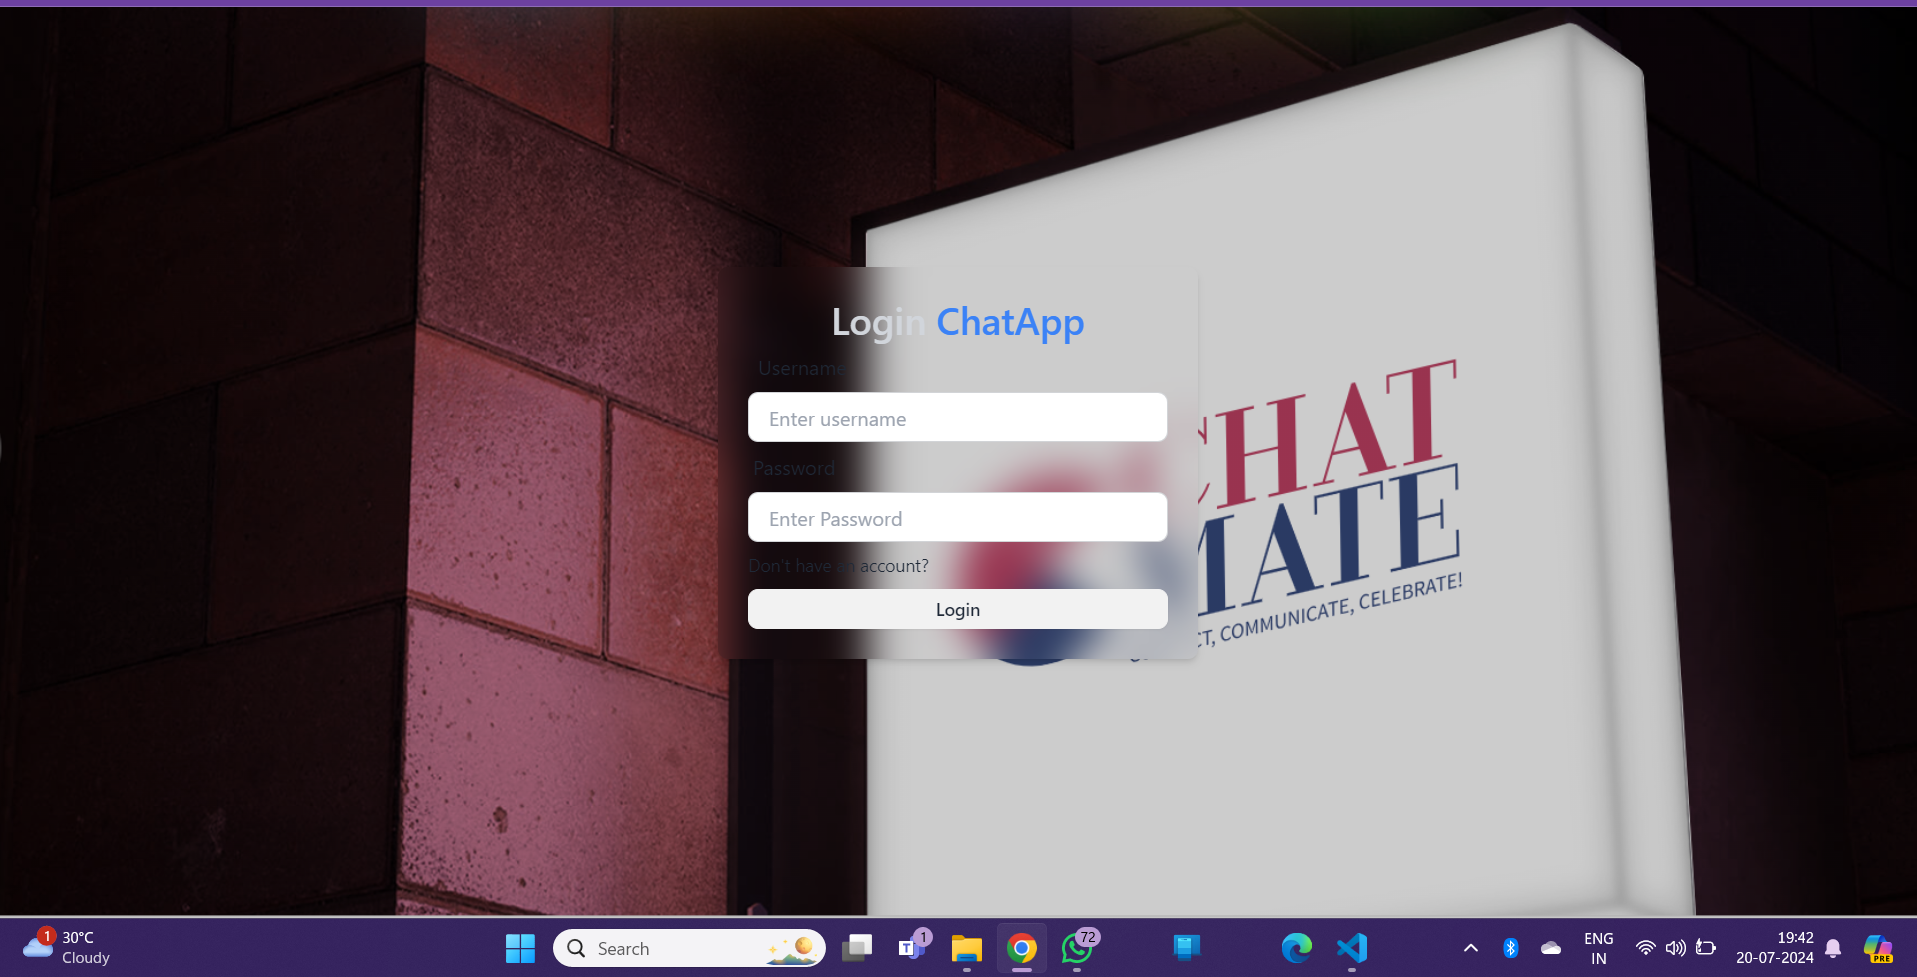 Login ChatApp
Username
Enter username
Password
Enter Password
Don't have an account?
Login
CHAT
MATE
CT, COMMUNICATE, CELEBRATE!
1
30°C
Cloudy
Search
1
72
ENG
IN
19:42
20-07-2024
PRE